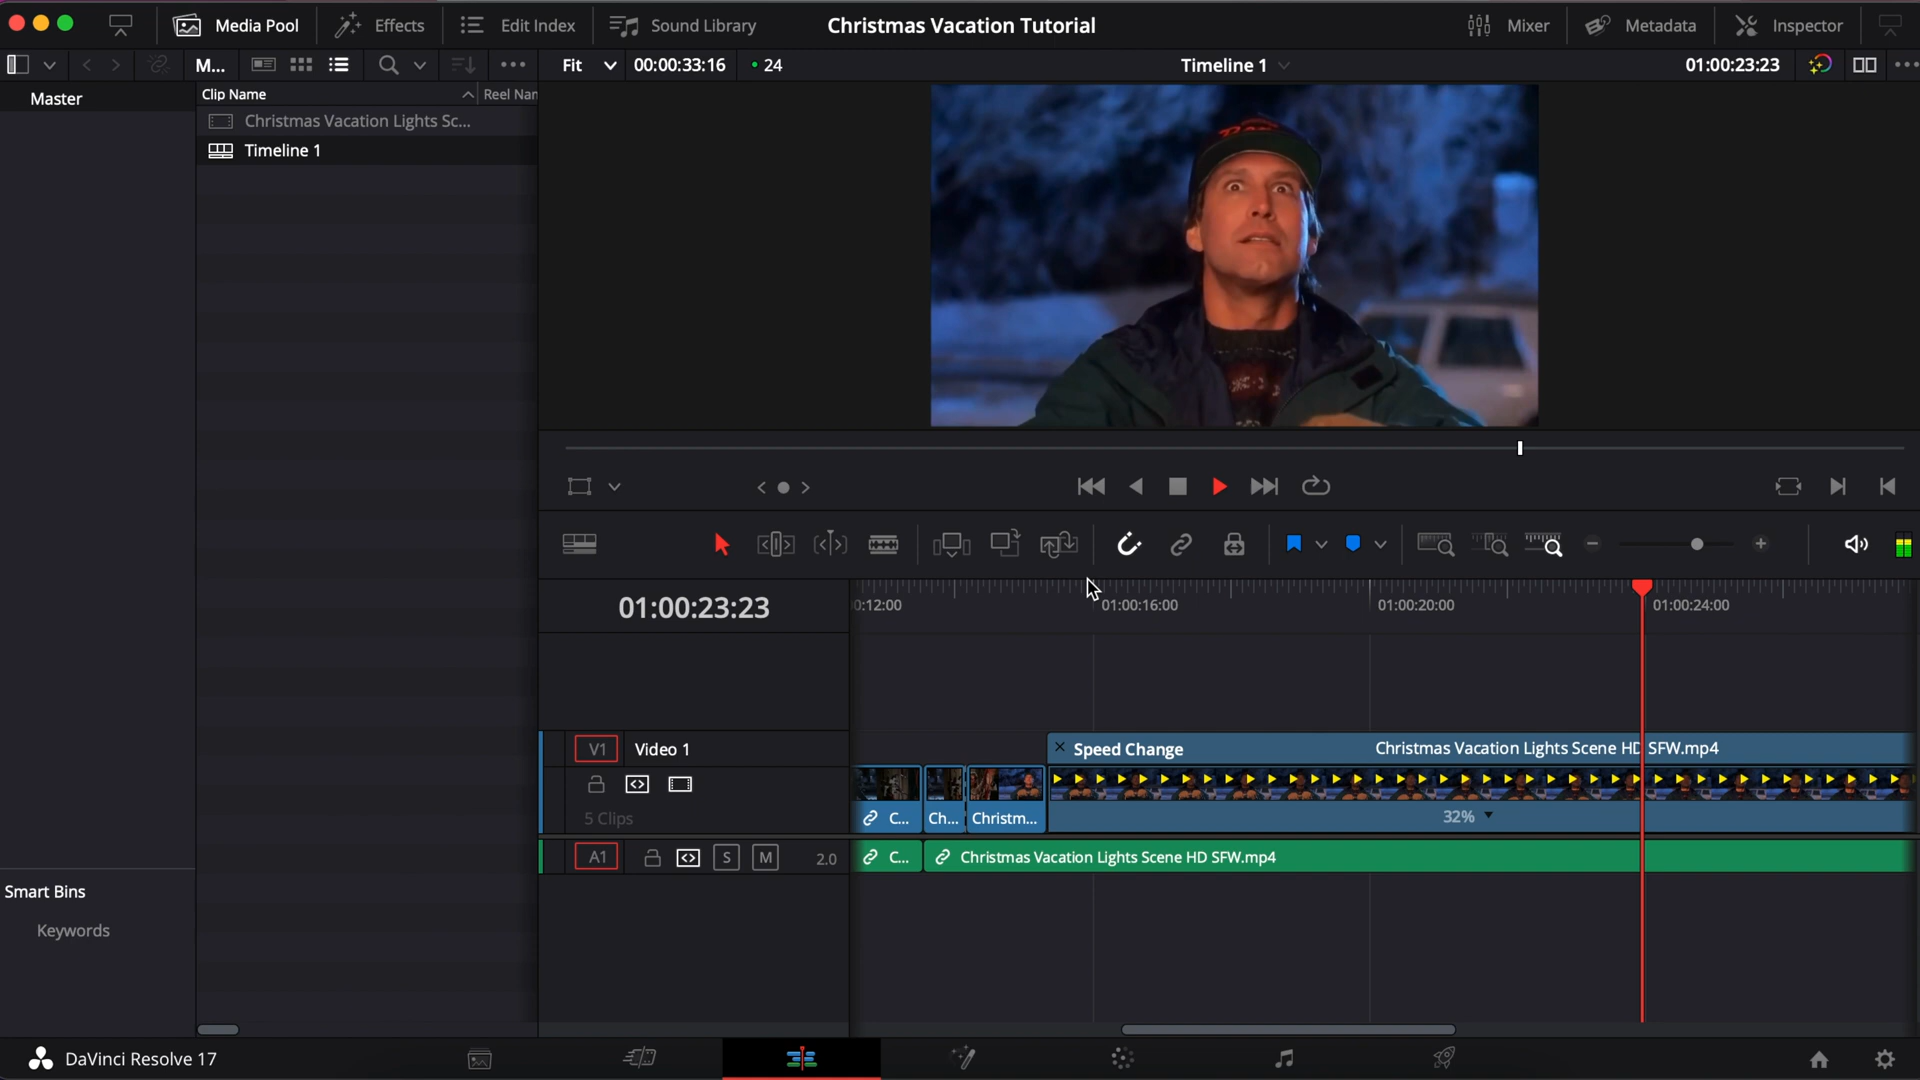 Media Pool
Effects
Edit Index
Sound Library
Christmas Vacation Tutorial
Mixer
Metadata
Inspector
M...
Fit
00:00:33:16
24
Timeline 1
01:00:23:23
Master
Clip Name
Reel Nan
Christmas Vacation Lights Sc...
Timeline 1
01:00:23:23
0:12:00
01:00:16:00
01:00:20:00
01:00:24:00
V1
Video 1
5 Clips
Speed Change
Christmas Vacation Lights Scene HD SFW.mp4
C...
Ch...
Christm...
32%
A1
S
M
2.0
C...
Christmas Vacation Lights Scene HD SFW.mp4
Smart Bins
Keywords
DaVinci Resolve 17